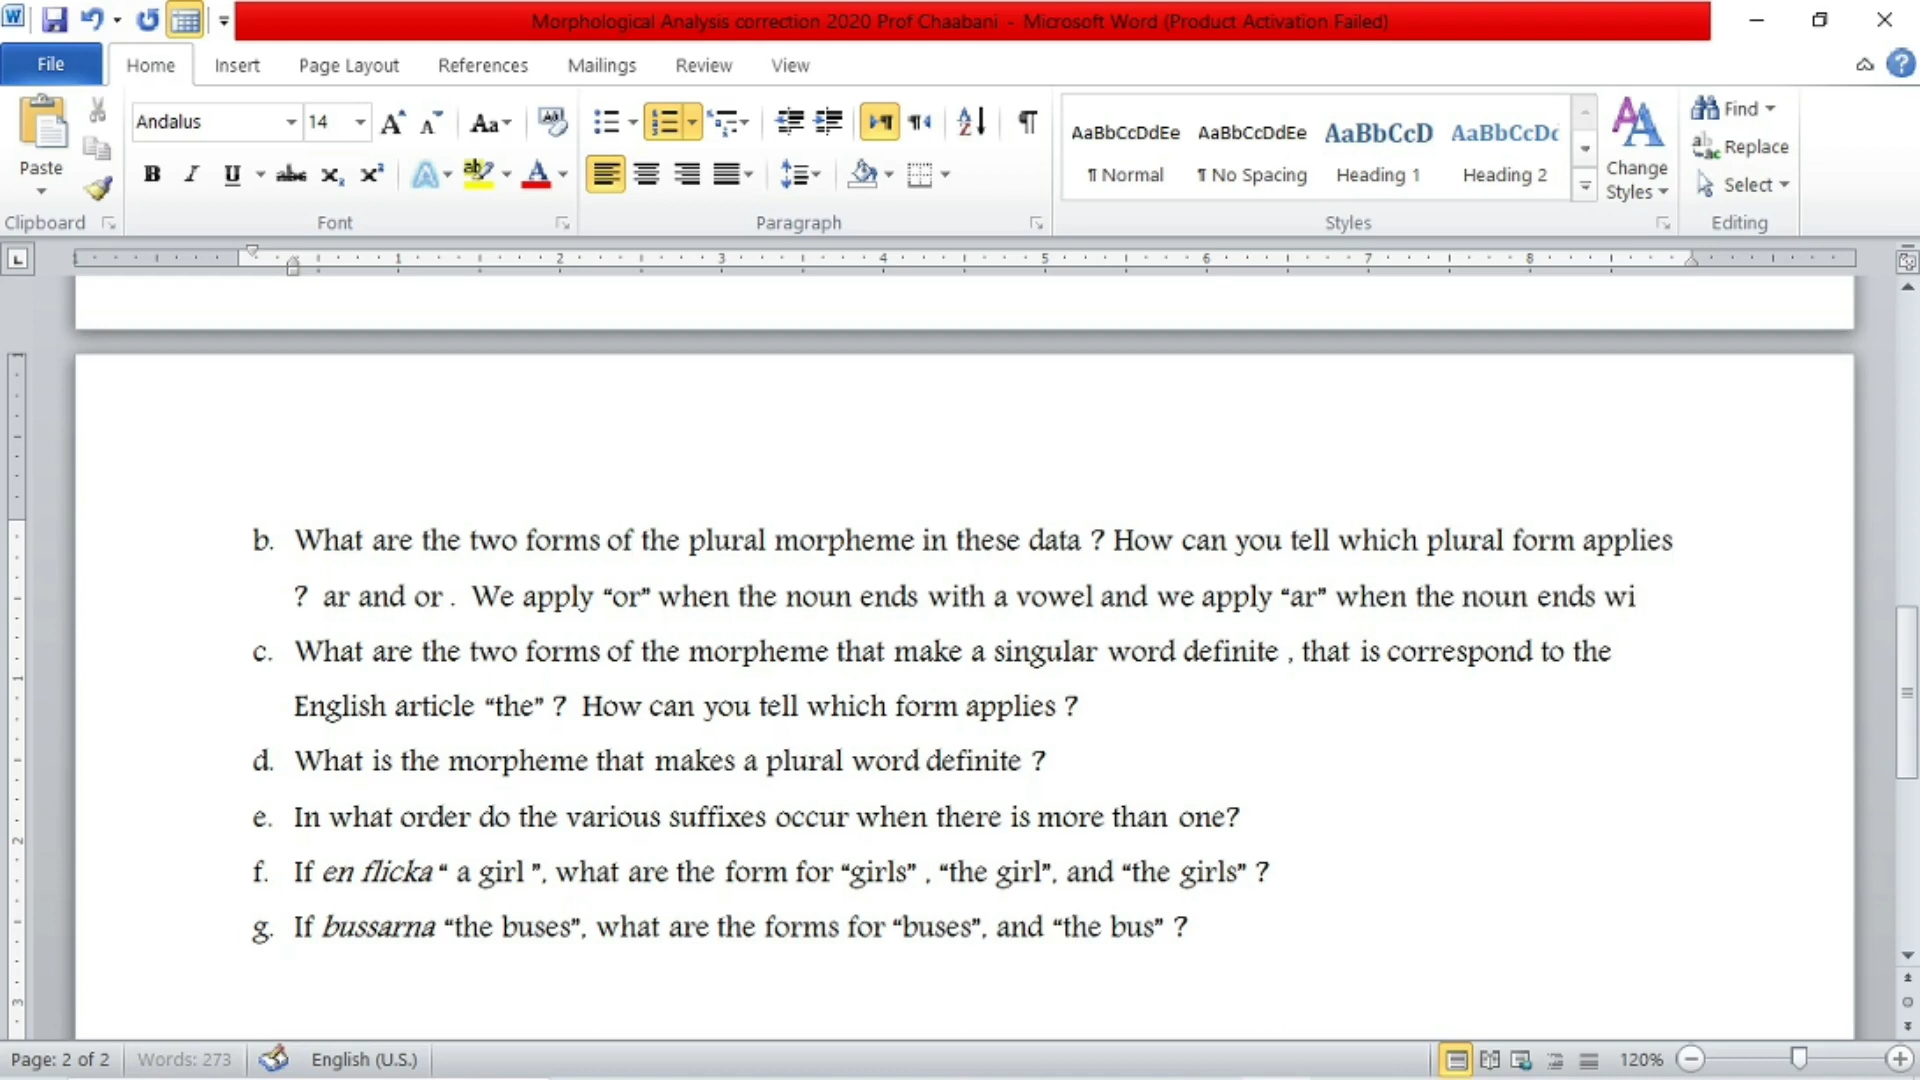 Morphological Analysis correction 2020 Prof Chaabani - Microsoft Word (Product Activation Failed)
File Home Insert Page Layout References Mailings Review View
Andalus 14
AaBbCcDdEe AaBbCcDdEe AaBbCcD AaBbCcDc
Find
Replace
Select
Paste
¶ Normal ¶ No Spacing Heading 1 Heading 2
Change Styles
Clipboard Font Paragraph Styles Editing
b. What are the two forms of the plural morpheme in these data ? How can you tell which plural form applies
? ar and or . We apply “or” when the noun ends with a vowel and we apply “ar” when the noun ends wi
c. What are the two forms of the morpheme that make a singular word definite , that is correspond to the
English article “the” ? How can you tell which form applies ?
d. What is the morpheme that makes a plural word definite ?
e. In what order do the various suffixes occur when there is more than one?
f. If en flicka “ a girl ”, what are the form for “girls” , “the girl”, and “the girls” ?
g. If bussarna “the buses”, what are the forms for “buses”, and “the bus” ?
Page: 2 of 2 Words: 273 English (U.S.) 120%